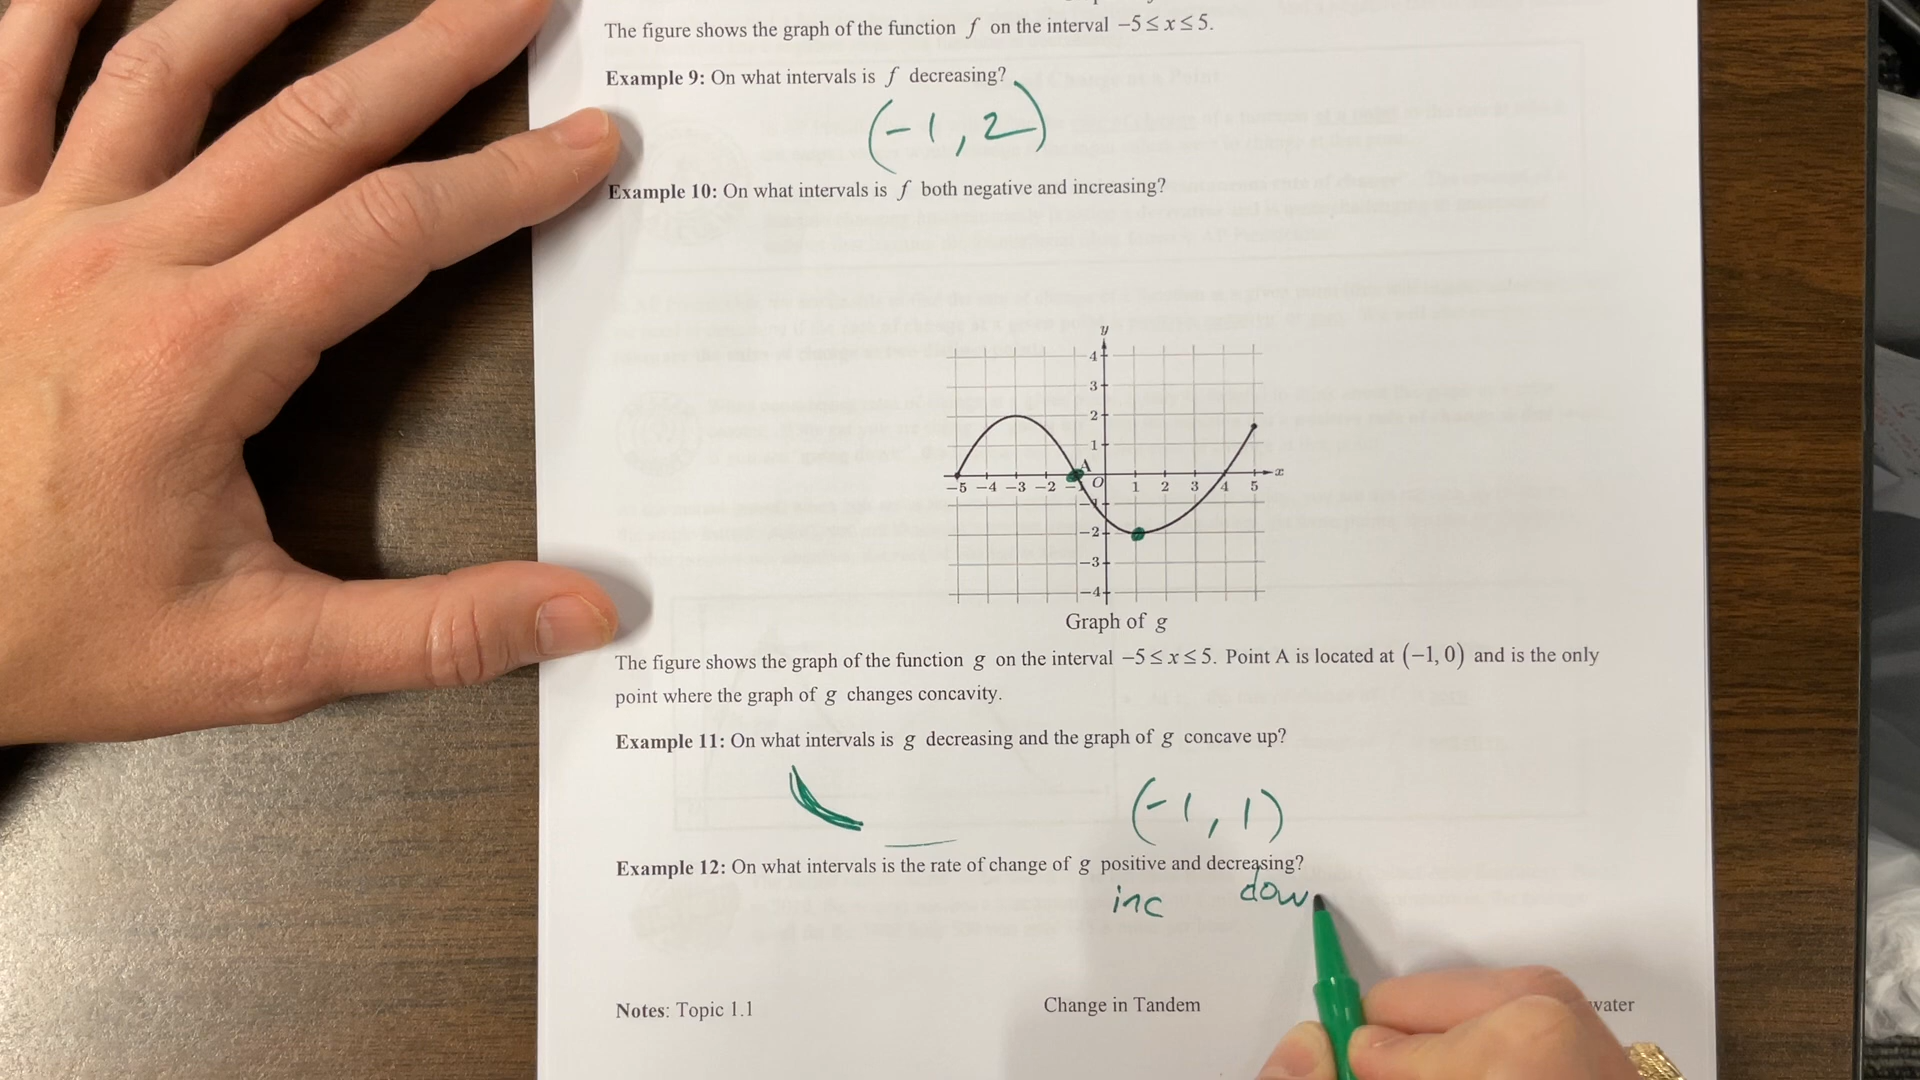 The figure shows the graph of the function f on the interval −5 ≤ x ≤ 5.
Example 9: On what intervals is f decreasing?
(-1, 2)
Example 10: On what intervals is f both negative and increasing?
y
4
3
2
1
A
−5 −4 −3 −2 −1 O 1 2 3 4 5 x
−1
−2
−3
−4
Graph of g
The figure shows the graph of the function g on the interval −5 ≤ x ≤ 5. Point A is located at (−1, 0) and is the only
point where the graph of g changes concavity.
Example 11: On what intervals is g decreasing and the graph of g concave up?
(-1, 1)
Example 12: On what intervals is the rate of change of g positive and decreasing?
inc dow
Notes: Topic 1.1 Change in Tandem water